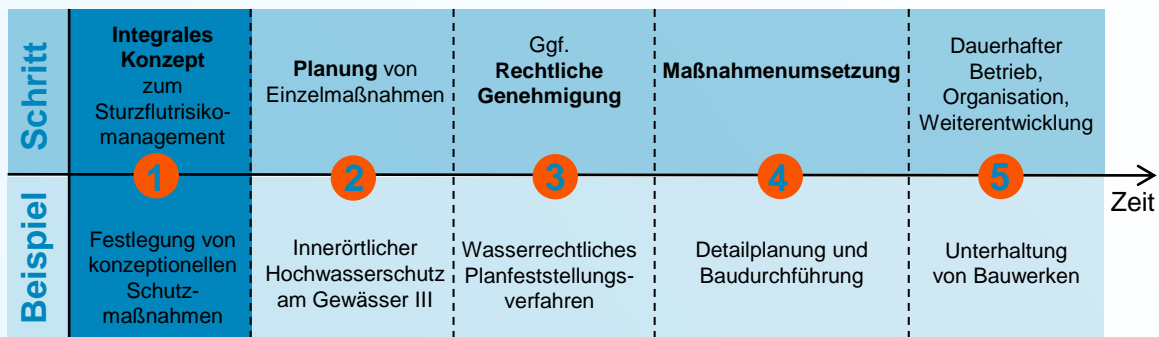 Schritt
Integrales
Konzept
zum
Sturzflutrisiko-
management
Planung von
Einzelmaßnahmen
Ggf.
Rechtliche
Genehmigung
Maßnahmenumsetzung
Dauerhafter
Betrieb,
Organisation,
Weiterentwicklung
1
2
3
4
5
Zeit
Beispiel
Festlegung von
konzeptionellen
Schutz-
maßnahmen
Innerörtlicher
Hochwasserschutz
am Gewässer III
Wasserrechtliches
Planfeststellungs-
verfahren
Detailplanung und
Baudurchführung
Unterhaltung
von Bauwerken